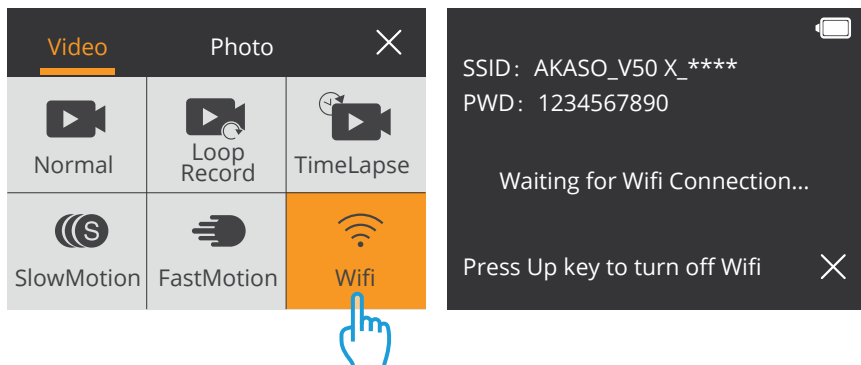 Video Photo
Normal
Loop
Record
TimeLapse
S
SlowMotion
FastMotion
Wifi
SSID: AKASO_V50 X_****
PWD: 1234567890
Waiting for Wifi Connection...
Press Up key to turn off Wifi